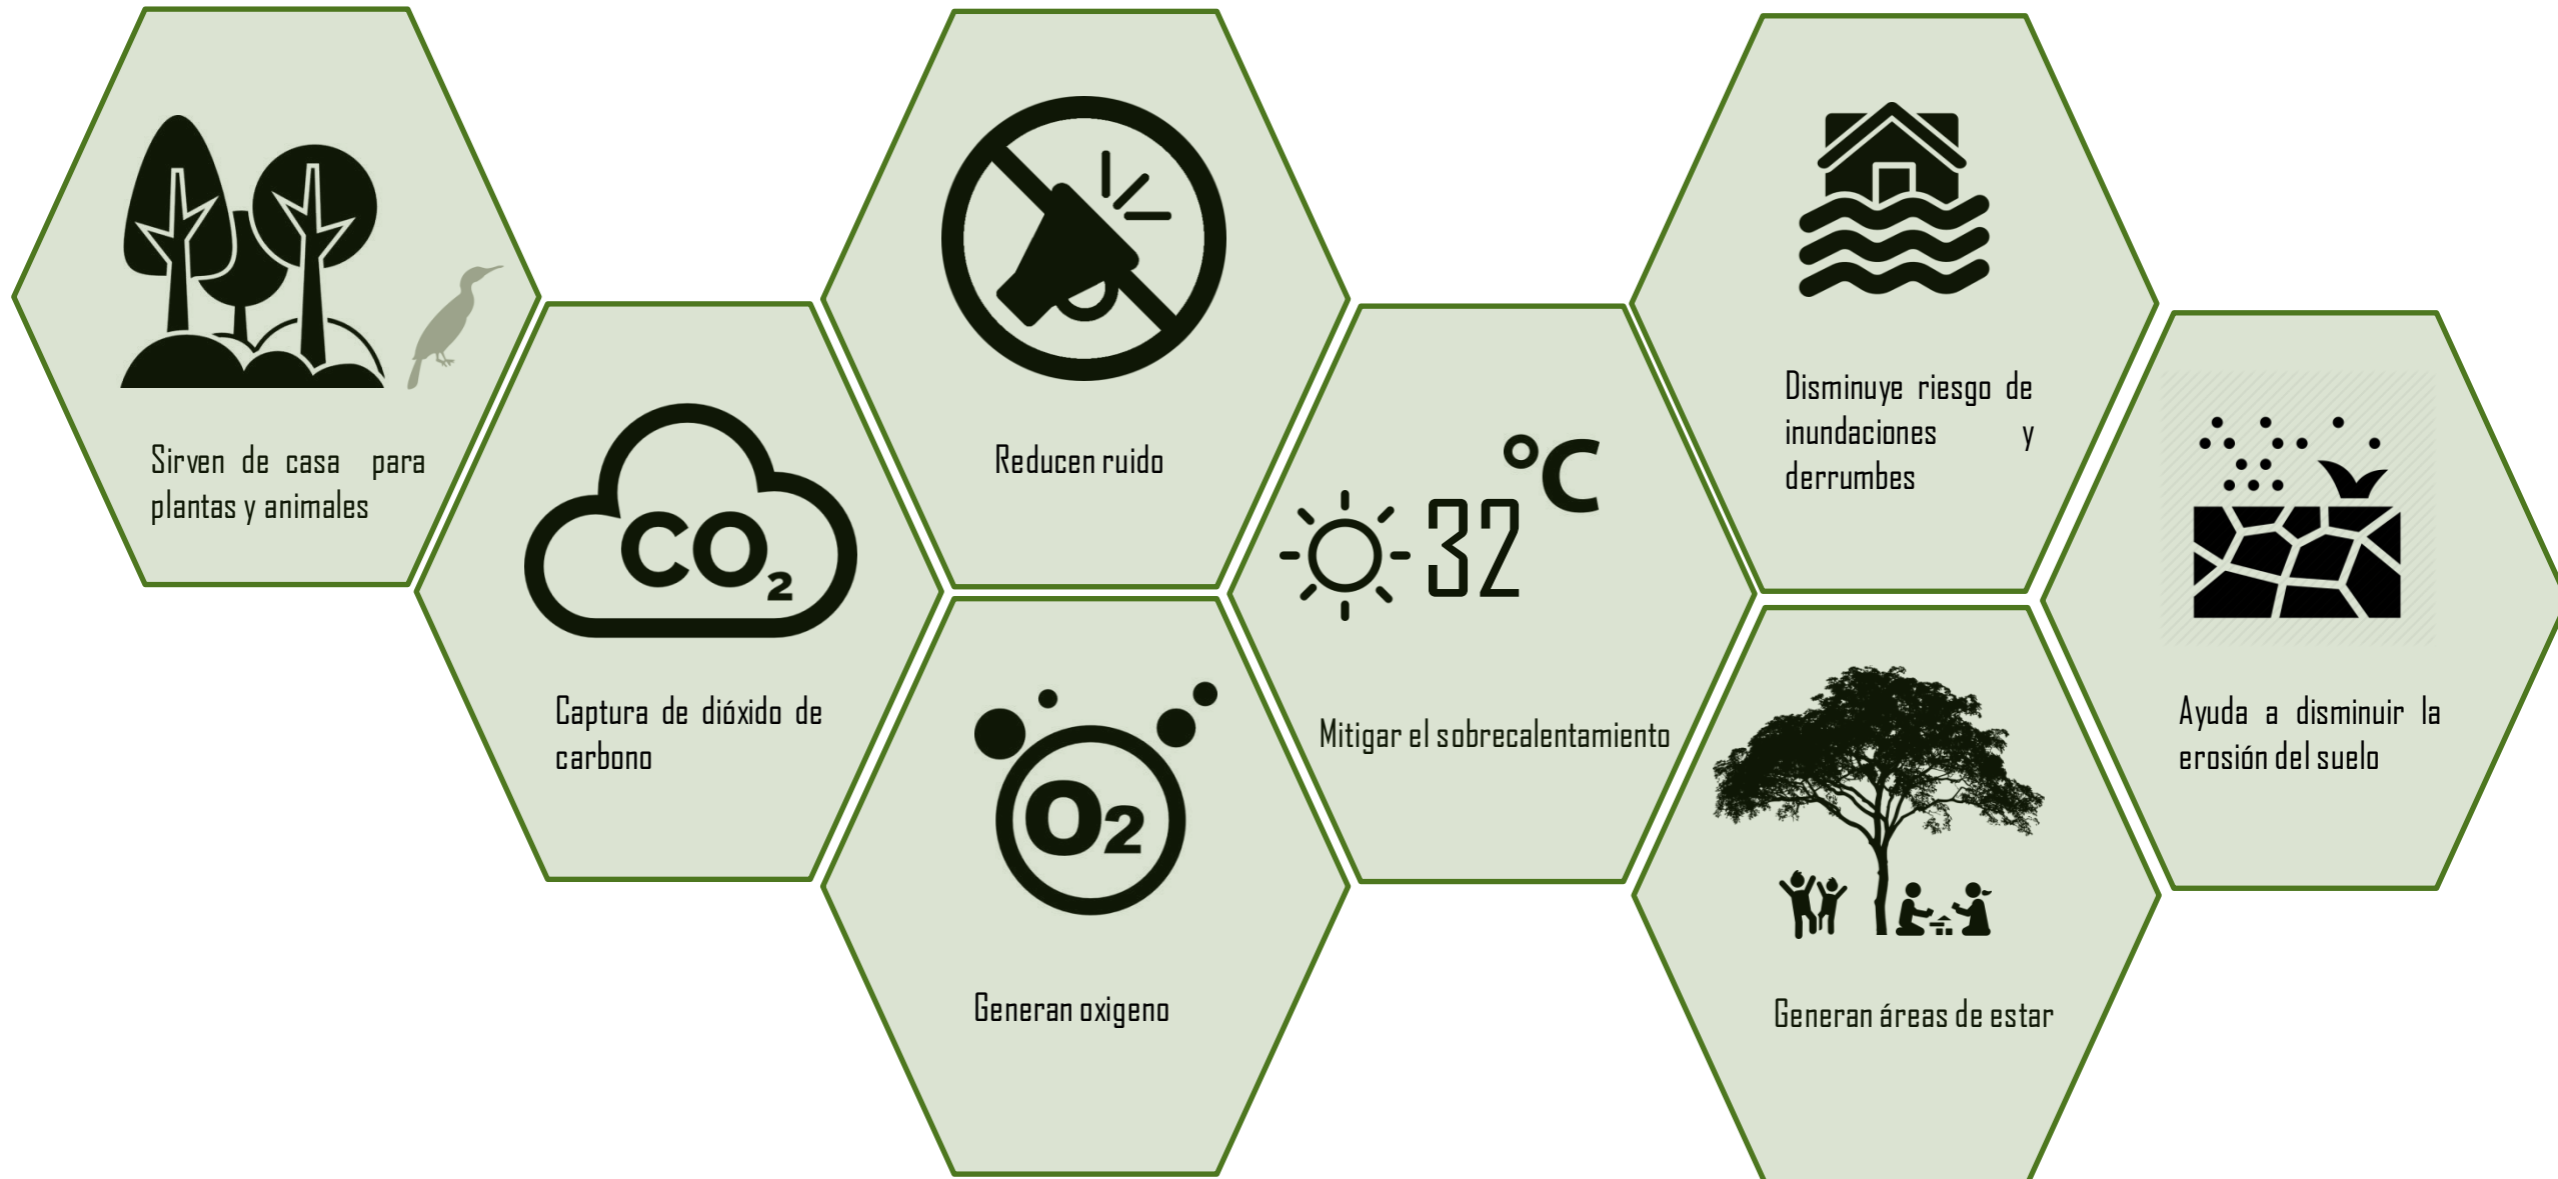 Sirven de casa para
plantas y animales
CO₂
Captura de dióxido de
carbono
Reducen ruido
O2
Generan oxigeno
32 °C
Mitigar el sobrecalentamiento
Disminuye riesgo de
inundaciones y
derrumbes
Generan áreas de estar
Ayuda a disminuir la
erosión del suelo